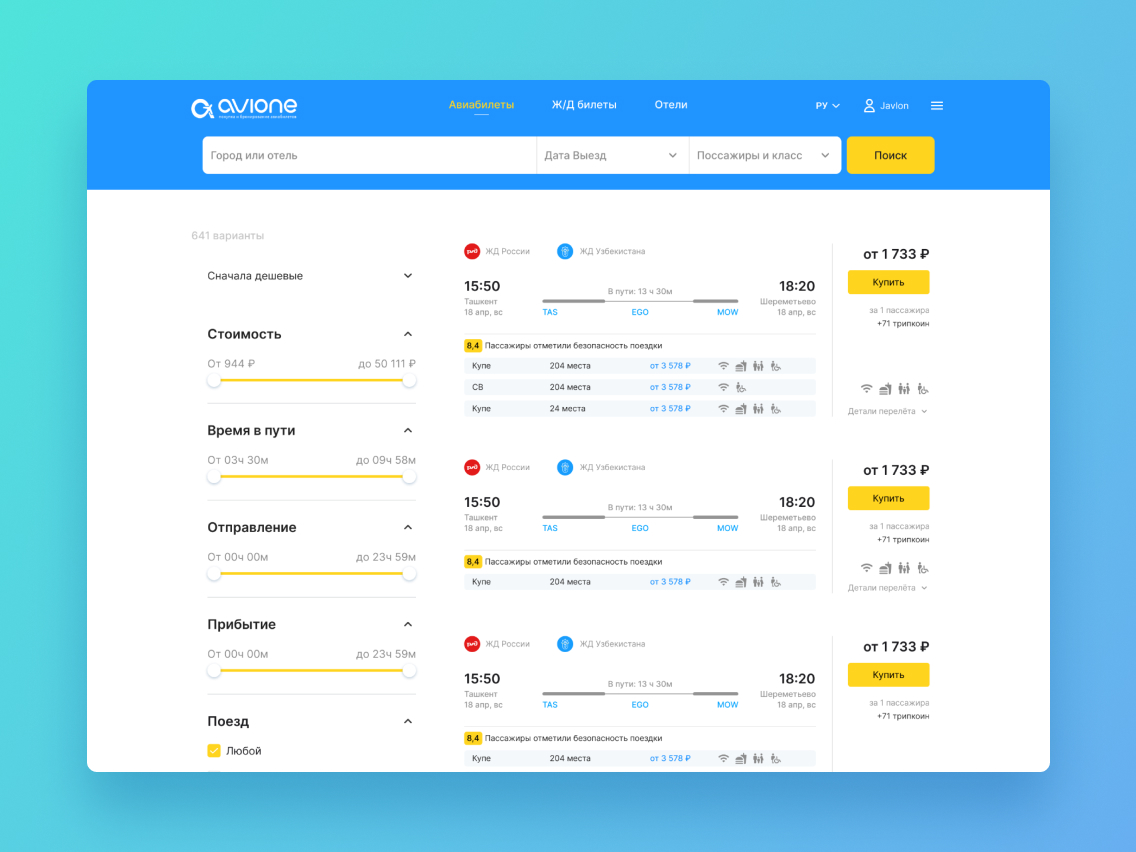 avione
покупка и бронирование авиабилетов
Авиабилеты
Ж/Д билеты
Отели
РУ
Javlon
Город или отель
Дата Выезд
Пассажиры и класс
Поиск
641 варианты
Сначала дешевые
Стоимость
От 944 ₽ до 50 111 ₽
Время в пути
От 03ч 30м до 09ч 58м
Отправление
От 00ч 00м до 23ч 59м
Прибытие
От 00ч 00м до 23ч 59м
Поезд
Любой
ржд ЖД России
ЖД Узбекистана
15:50
Ташкент
18 апр, вс
В пути: 13 ч 30м
TAS EGO MOW
18:20
Шереметьево
18 апр, вс
8,4 Пассажиры отметили безопасность поездки
Купе 204 места от 3 578 ₽
СВ 204 места от 3 578 ₽
Купе 24 места от 3 578 ₽
от 1 733 ₽
Купить
за 1 пассажира
+71 трипкоин
Детали перелёта
ржд ЖД России
ЖД Узбекистана
15:50
Ташкент
18 апр, вс
В пути: 13 ч 30м
TAS EGO MOW
18:20
Шереметьево
18 апр, вс
8,4 Пассажиры отметили безопасность поездки
Купе 204 места от 3 578 ₽
от 1 733 ₽
Купить
за 1 пассажира
+71 трипкоин
Детали перелёта
ржд ЖД России
ЖД Узбекистана
15:50
Ташкент
18 апр, вс
В пути: 13 ч 30м
TAS EGO MOW
18:20
Шереметьево
18 апр, вс
8,4 Пассажиры отметили безопасность поездки
Купе 204 места от 3 578 ₽
от 1 733 ₽
Купить
за 1 пассажира
+71 трипкоин